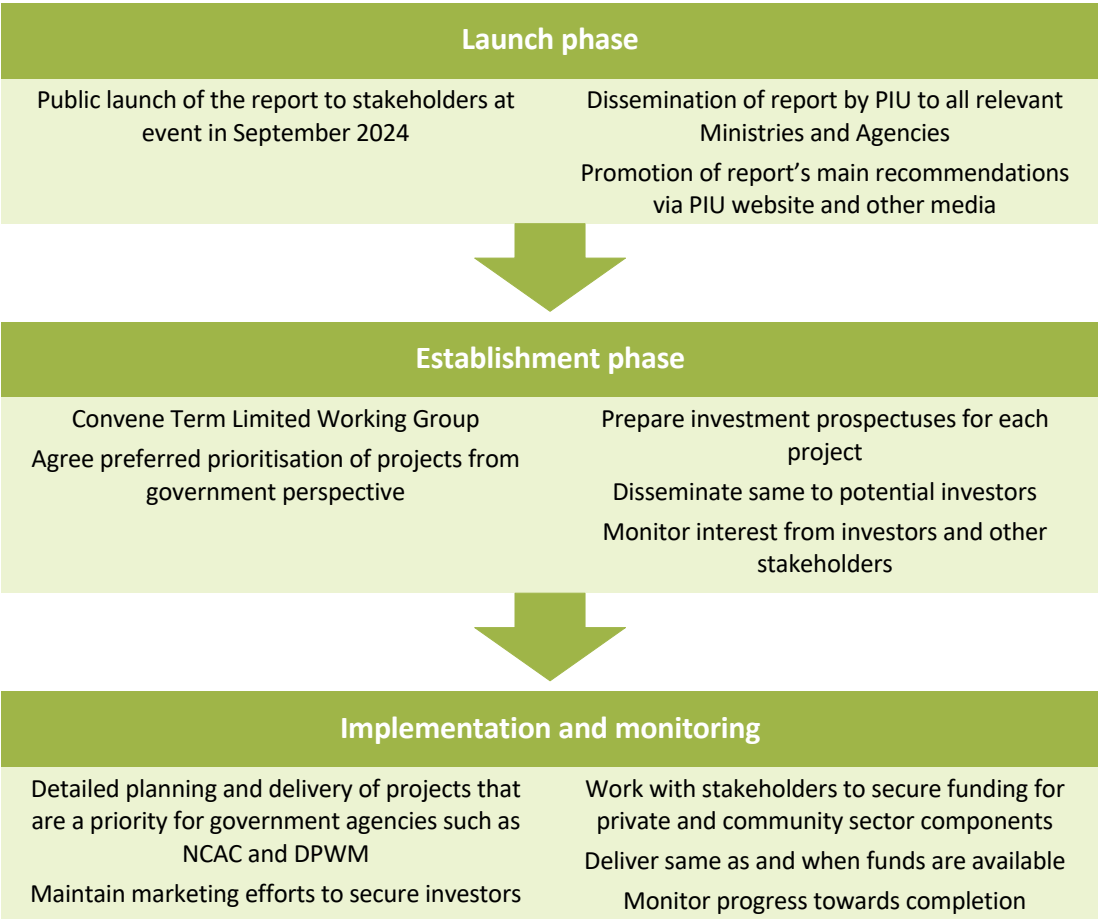 Launch phase
Public launch of the report to stakeholders at
event in September 2024
Dissemination of report by PIU to all relevant
Ministries and Agencies
Promotion of report’s main recommendations
via PIU website and other media
Establishment phase
Convene Term Limited Working Group
Agree preferred prioritisation of projects from
government perspective
Prepare investment prospectuses for each
project
Disseminate same to potential investors
Monitor interest from investors and other
stakeholders
Implementation and monitoring
Detailed planning and delivery of projects that
are a priority for government agencies such as
NCAC and DPWM
Maintain marketing efforts to secure investors
Work with stakeholders to secure funding for
private and community sector components
Deliver same as and when funds are available
Monitor progress towards completion